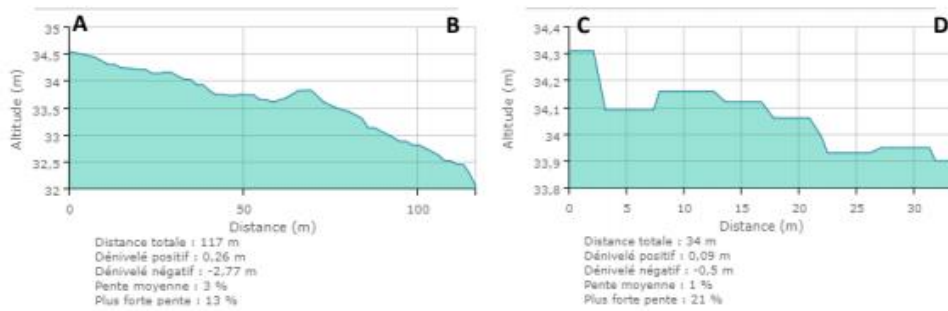 A B
35
34,5
34
33,5
33
32,5
32
Altitude (m)
0 50 100
Distance (m)
Distance totale : 117 m
Dénivelé positif : 0,26 m
Dénivelé négatif : -2,77 m
Pente moyenne : 3 %
Plus forte pente : 13 %
C D
34,4
34,3
34,2
34,1
34
33,9
33,8
Altitude (m)
0 5 10 15 20 25 30
Distance (m)
Distance totale : 34 m
Dénivelé positif : 0,09 m
Dénivelé négatif : -0,5 m
Pente moyenne : 1 %
Plus forte pente : 21 %